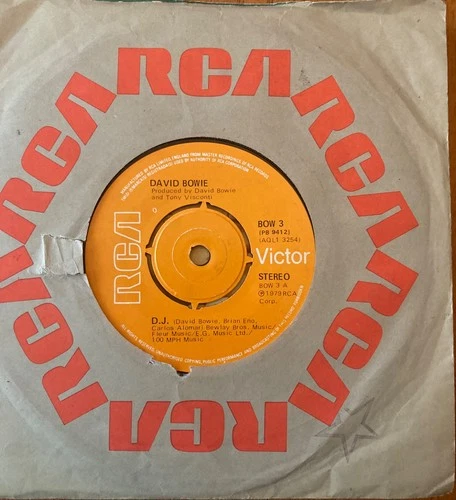 RCA
RCA
RCA
RCA
RCA
RCA
RCA
RCA
DAVID BOWIE
Produced by David Bowie
and Tony Visconti
BOW 3
(PB 9412)
(AQL1 3254)
RCA
Victor
STEREO
BOW 3 A
℗ 1979 RCA
Corp.
D.J. (David Bowie, Brian Eno,
Carlos Alomar) Bewlay Bros. Music/
Fleur Music/E.G. Music Ltd./
100 MPH Music